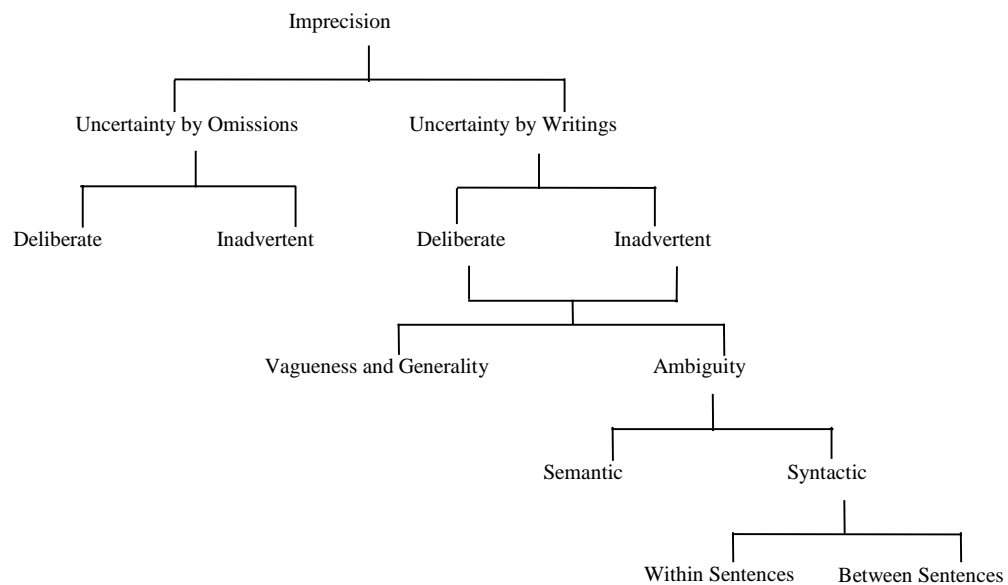 Imprecision
Uncertainty by Omissions Uncertainty by Writings
Deliberate Inadvertent Deliberate Inadvertent
Vagueness and Generality Ambiguity
Semantic Syntactic
Within Sentences Between Sentences